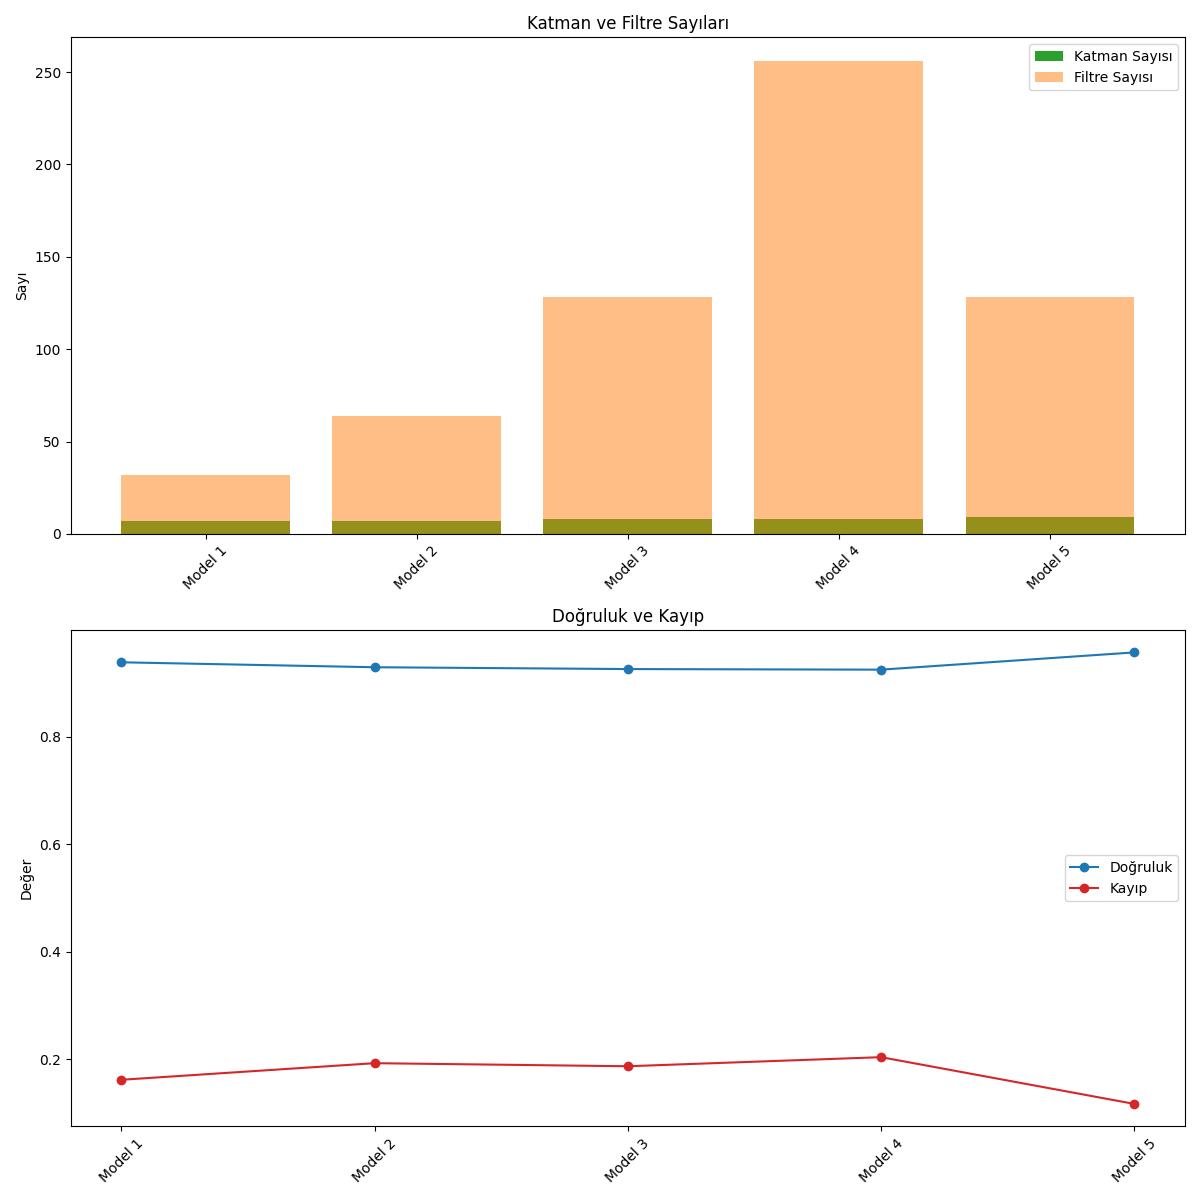 Katman ve Filtre Sayıları
Katman Sayısı
Filtre Sayısı
250
200
150
100
50
0
Sayı
Model 1
Model 2
Model 3
Model 4
Model 5
Doğruluk ve Kayıp
0.8
0.6
0.4
0.2
Değer
Doğruluk
Kayıp
Model 1
Model 2
Model 3
Model 4
Model 5